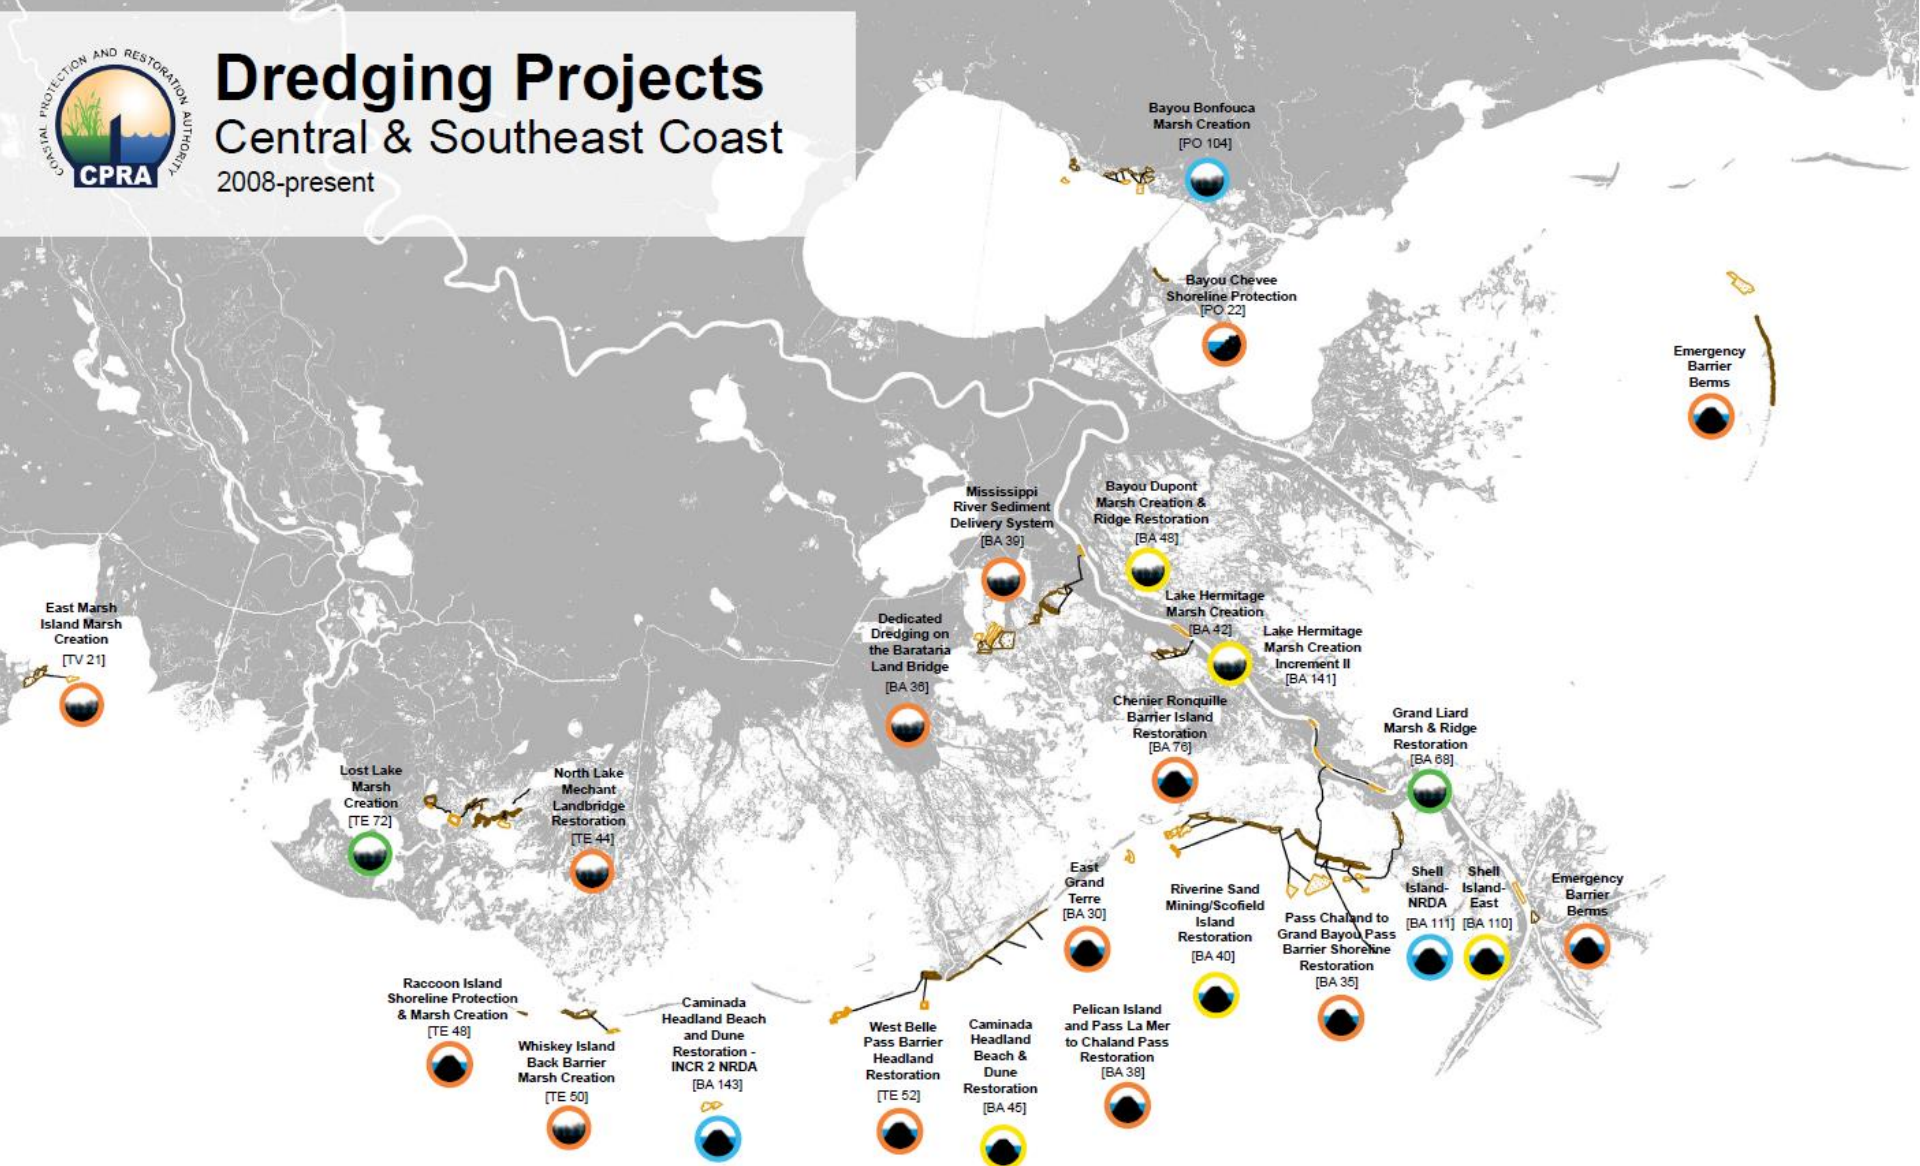 COASTAL PROTECTION AND RESTORATION AUTHORITY
CPRA
Dredging Projects
Central & Southeast Coast
2008-present
Bayou Bonfouca
Marsh Creation
[PO 104]
Bayou Chevee
Shoreline Protection
[PO 22]
Emergency
Barrier
Berms
Mississippi
River Sediment
Delivery System
[BA 39]
Bayou Dupont
Marsh Creation &
Ridge Restoration
[BA 48]
Lake Hermitage
Marsh Creation
[BA 42]
Lake Hermitage
Marsh Creation
Increment II
[BA 141]
East Marsh
Island Marsh
Creation
[TV 21]
Dedicated
Dredging on
the Barataria
Land Bridge
[BA 36]
Chenier Ronquille
Barrier Island
Restoration
[BA 76]
Grand Liard
Marsh & Ridge
Restoration
[BA 68]
Lost Lake
Marsh
Creation
[TE 72]
North Lake
Mechant
Landbridge
Restoration
[TE 44]
East
Grand
Terre
[BA 30]
Riverine Sand
Mining/Scofield
Island
Restoration
[BA 40]
Pass Chaland to
Grand Bayou Pass
Barrier Shoreline
Restoration
[BA 35]
Shell
Island-
NRDA
[BA 111]
Shell
Island-
East
[BA 110]
Emergency
Barrier
Berms
Raccoon Island
Shoreline Protection
& Marsh Creation
[TE 48]
Whiskey Island
Back Barrier
Marsh Creation
[TE 50]
Caminada
Headland Beach
and Dune
Restoration -
INCR 2 NRDA
[BA 143]
West Belle
Pass Barrier
Headland
Restoration
[TE 52]
Caminada
Headland
Beach &
Dune
Restoration
[BA 45]
Pelican Island
and Pass La Mer
to Chaland Pass
Restoration
[BA 38]